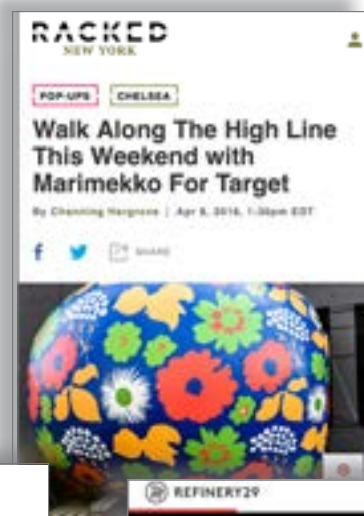 RACKED
NEW YORK
POP-UPS CHELSEA
Walk Along The High Line
This Weekend with
Marimekko For Target
By Channing Hargrove | Apr 8, 2016, 1:30pm EDT
SHARE
REFINERY29